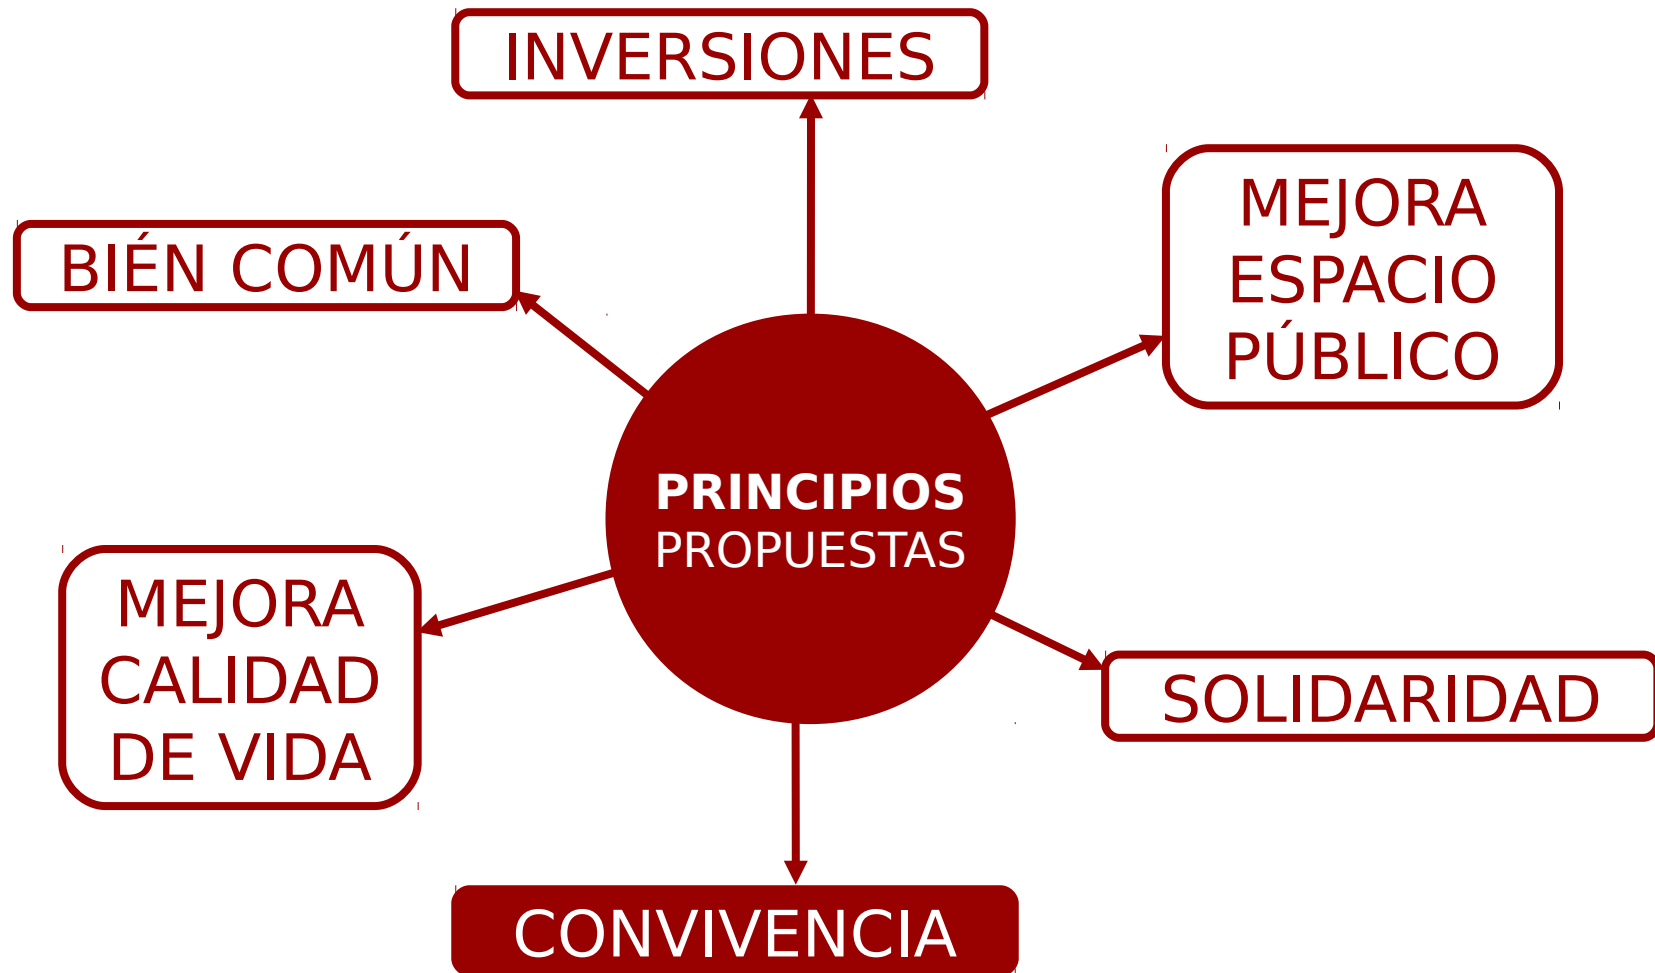 INVERSIONES
MEJORA
ESPACIO
PÚBLICO
BIÉN COMÚN
PRINCIPIOS
PROPUESTAS
MEJORA
CALIDAD
DE VIDA
SOLIDARIDAD
CONVIVENCIA